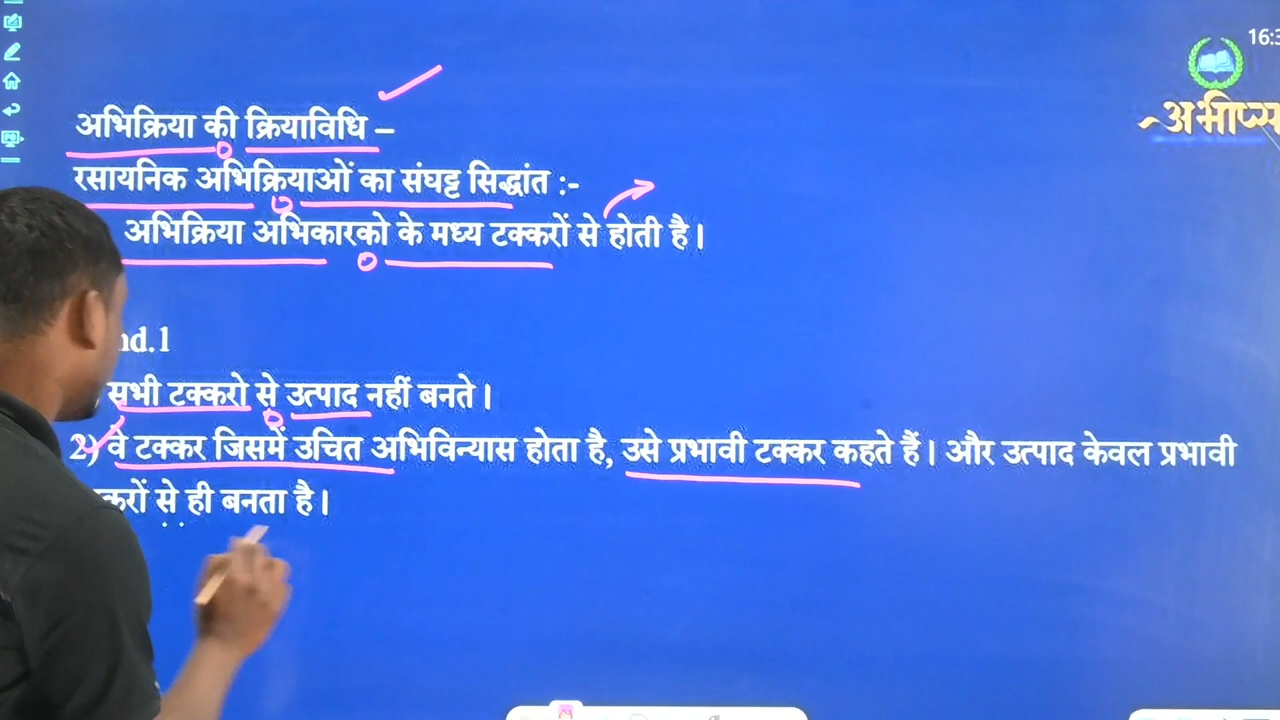 16:3
अभीप्स
अभिक्रिया की क्रियाविधि –
रसायनिक अभिक्रियाओं का संघट्ट सिद्धांत :-
अभिक्रिया अभिकारको के मध्य टक्करों से होती है।
nd.1
सभी टक्करो से उत्पाद नहीं बनते।
2) वे टक्कर जिसमें उचित अभिविन्यास होता है, उसे प्रभावी टक्कर कहते हैं। और उत्पाद केवल प्रभावी
करों से ही बनता है।